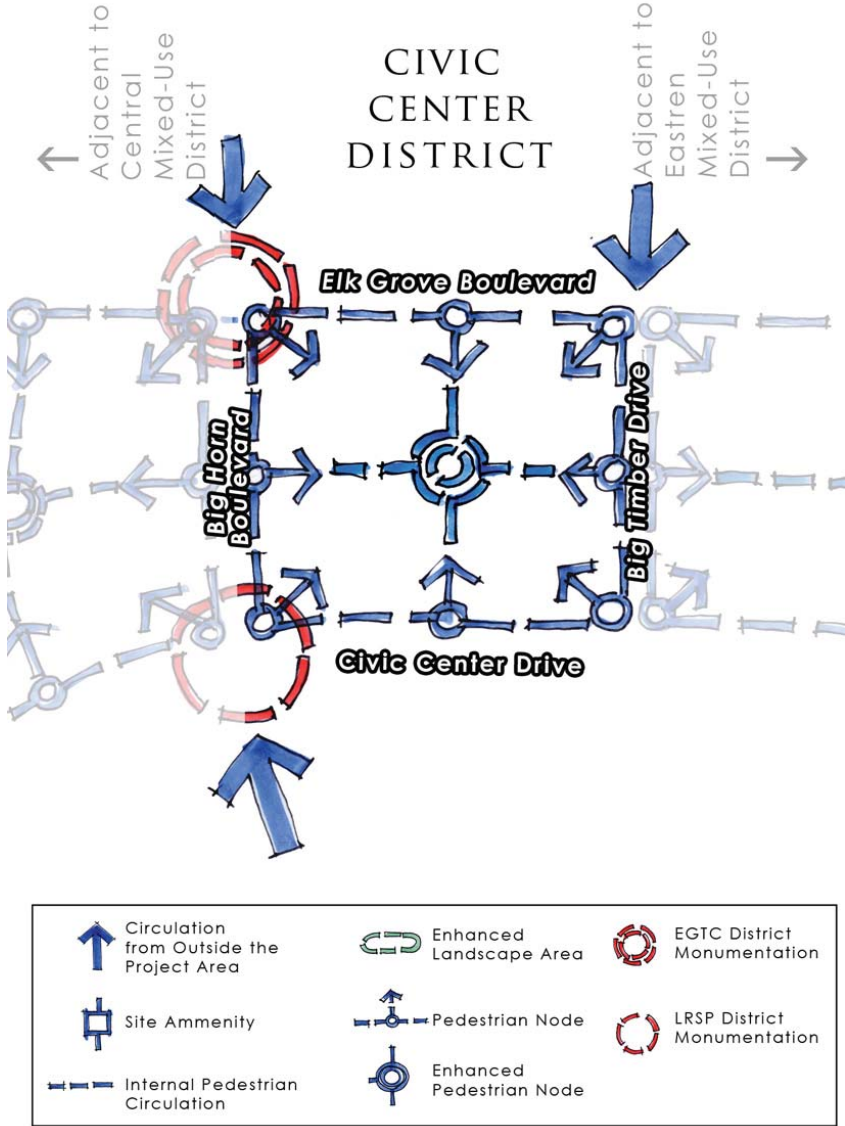 CIVIC
CENTER
DISTRICT
Adjacent to
Central
Mixed-Use
District
Adjacent to
Eastren
Mixed-Use
District
Elk Grove Boulevard
Big Horn
Boulevard
Big Timber Drive
Civic Center Drive
Circulation
from Outside the
Project Area
Site Ammenity
Internal Pedestrian
Circulation
Enhanced
Landscape Area
Pedestrian Node
Enhanced
Pedestrian Node
EGTC District
Monumentation
LRSP District
Monumentation